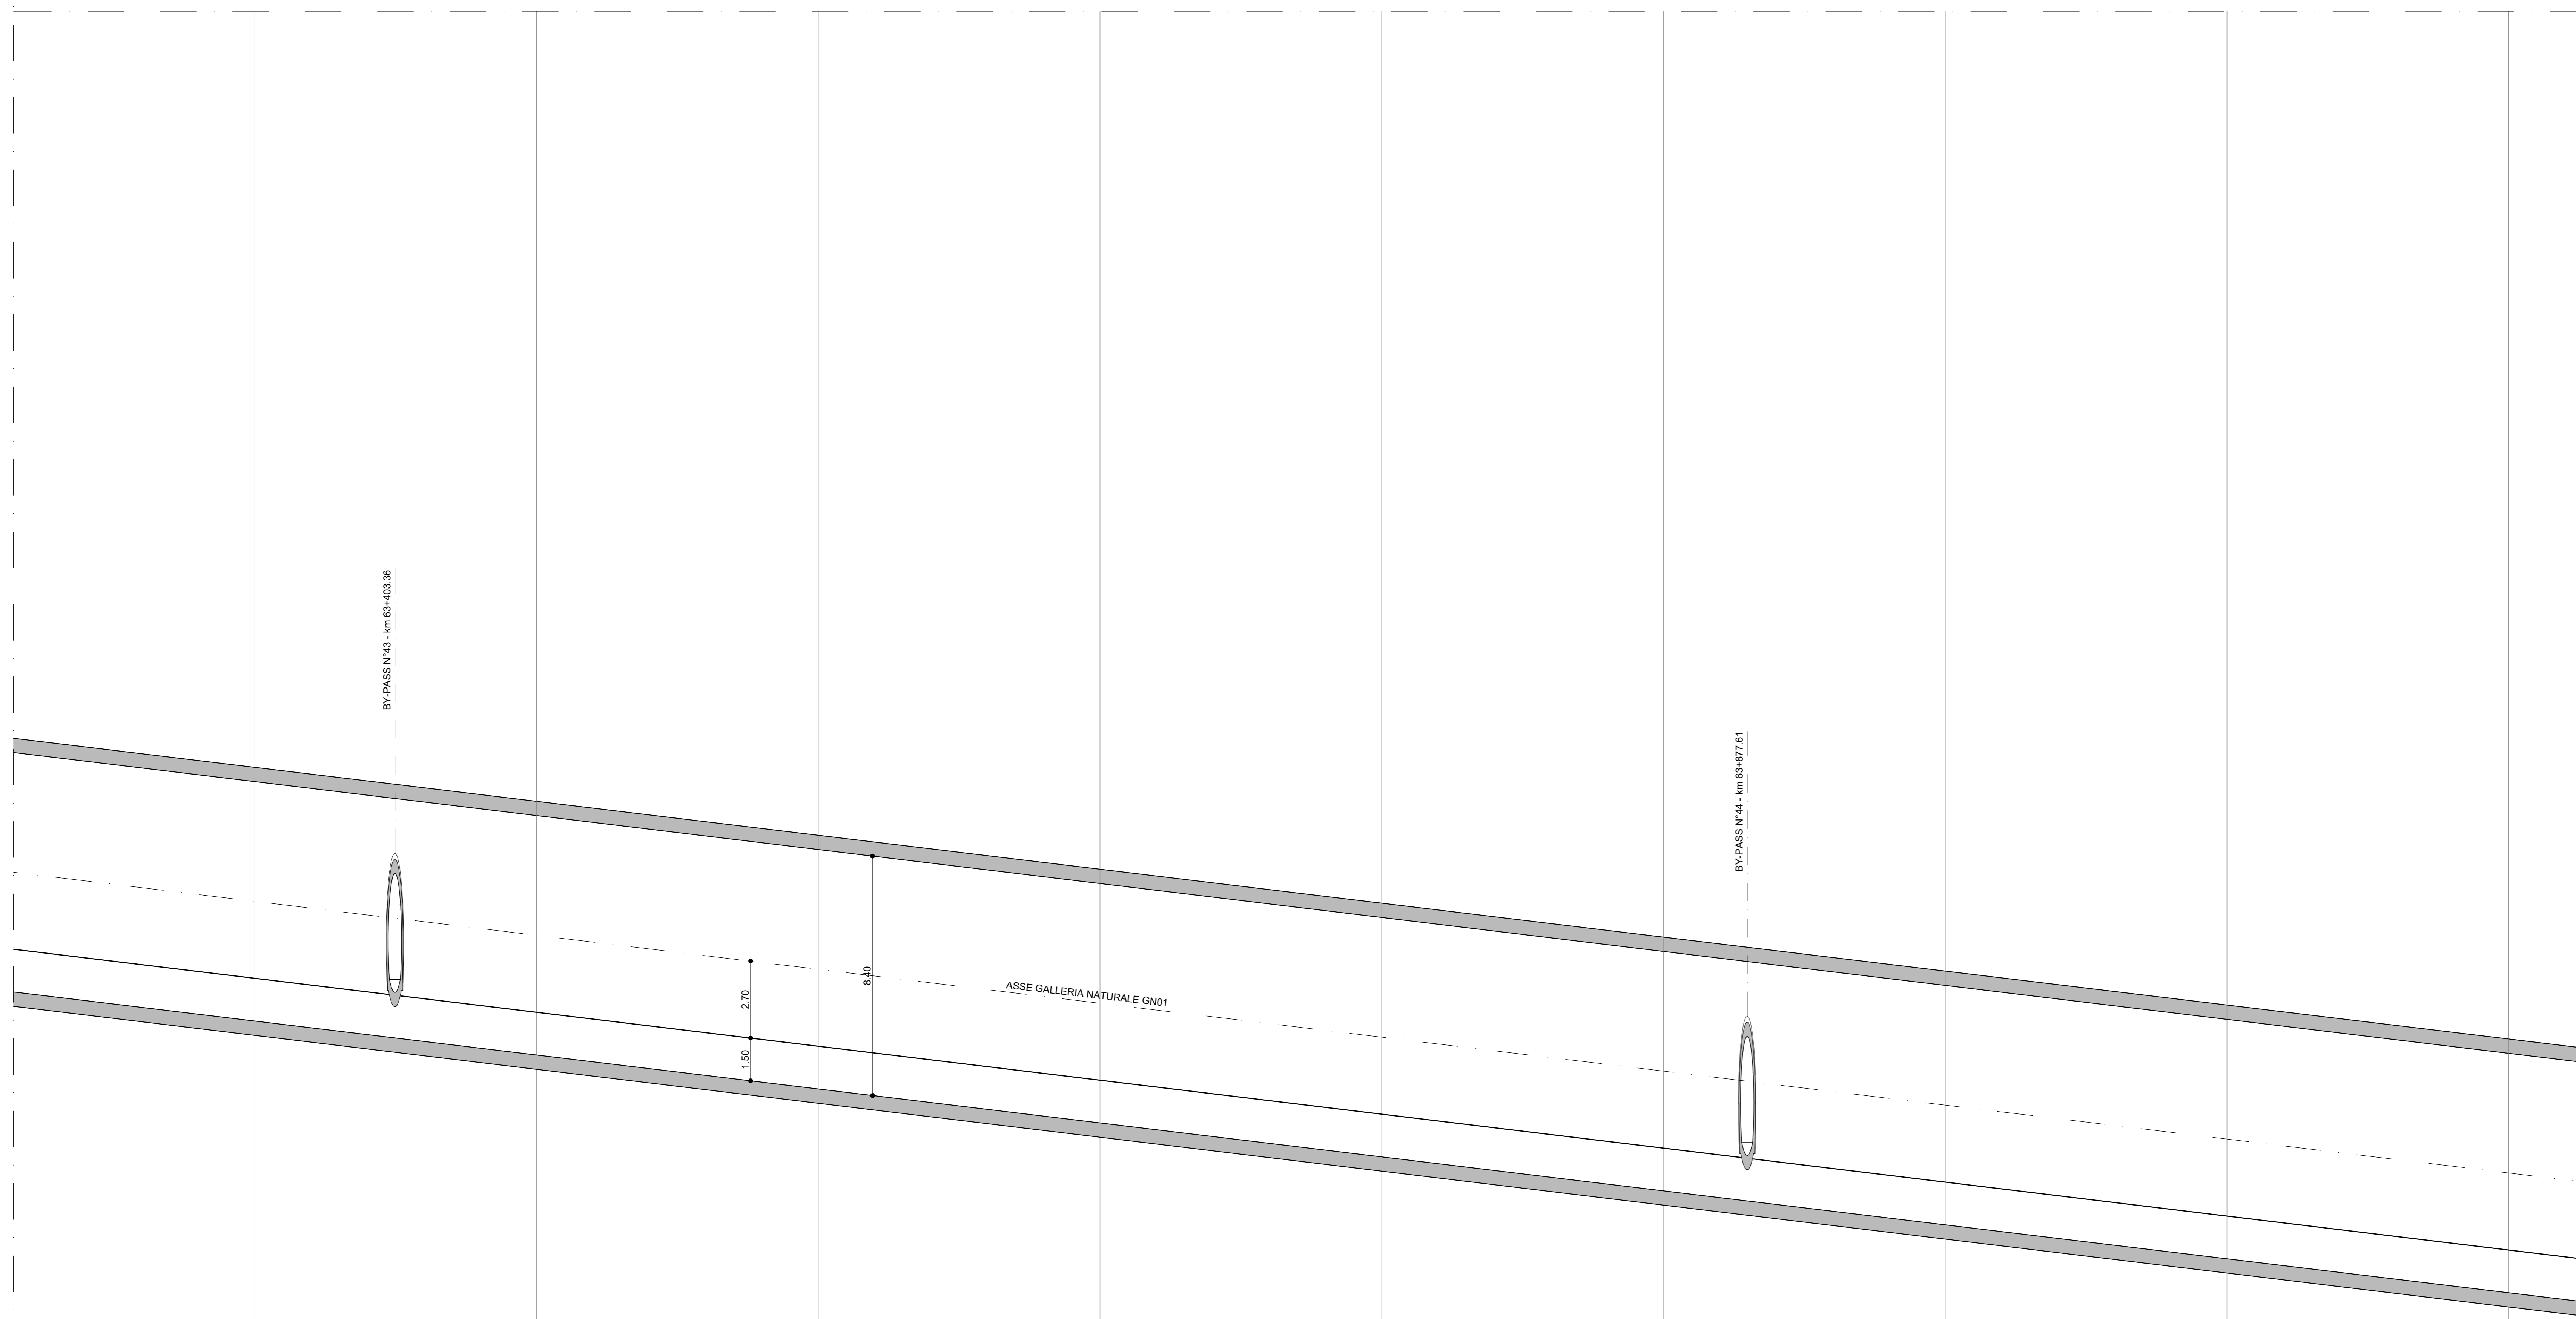 BY-PASS N°43 - km 63+403.36
BY-PASS N°44 - km 63+877.61
8.40
2.70
ASSE GALLERIA NATURALE GN01
1.50